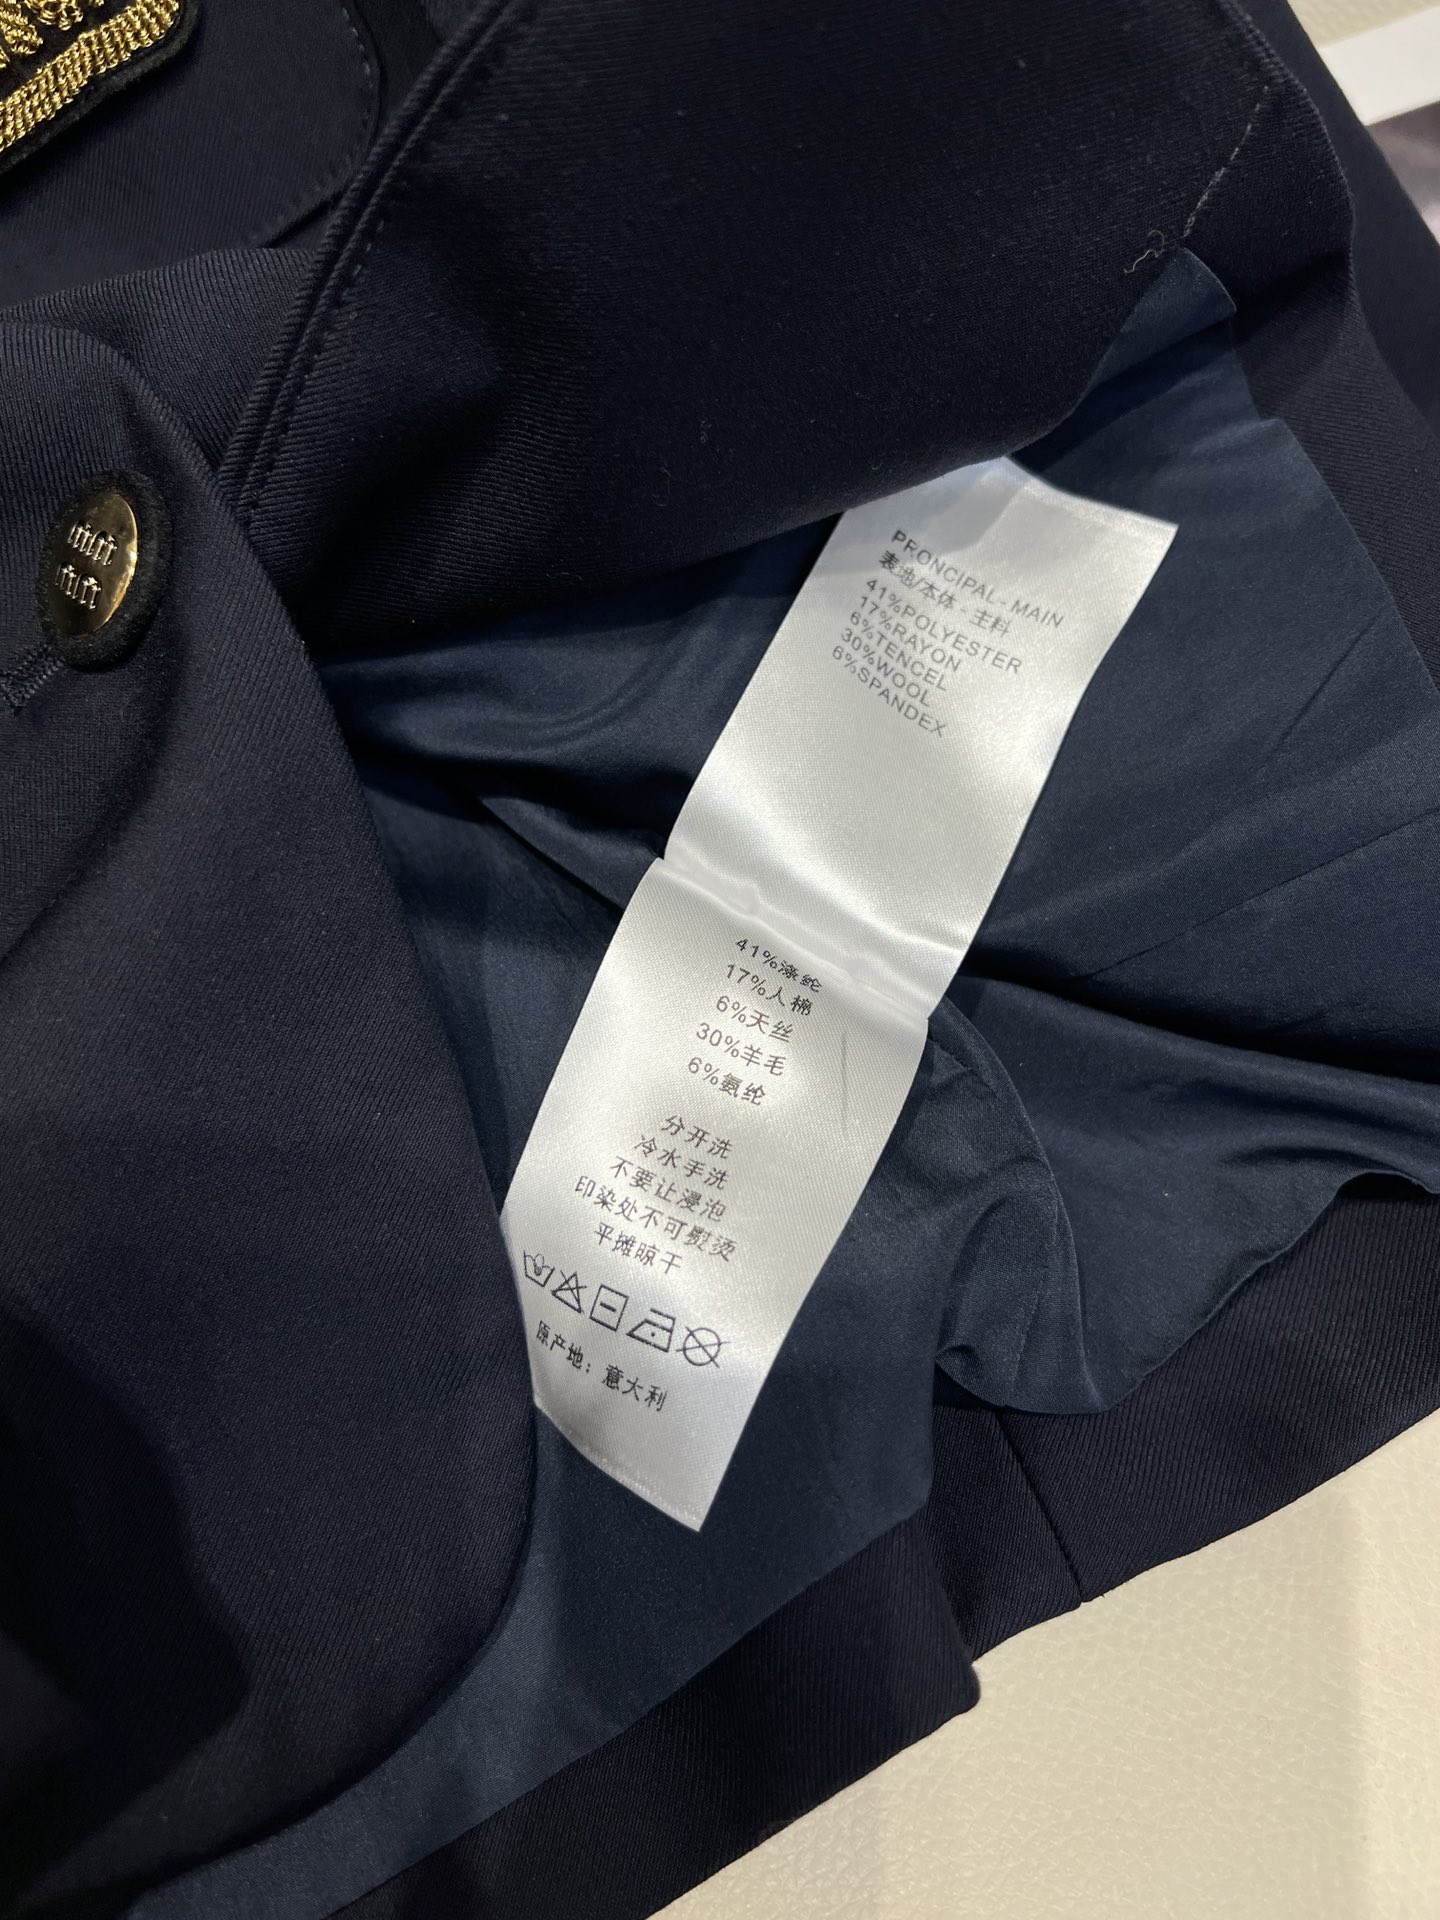 PRONCIPAL-MAIN
表地/本体-主料
41%POLYESTER
17%RAYON
6%TENCEL
30%WOOL
6%SPANDEX
41%涤纶
17%人棉
6%天丝
30%羊毛
6%氨纶
分开洗
冷水手洗
不要让浸泡
印染处不可熨烫
平摊晾干
原产地：意大利